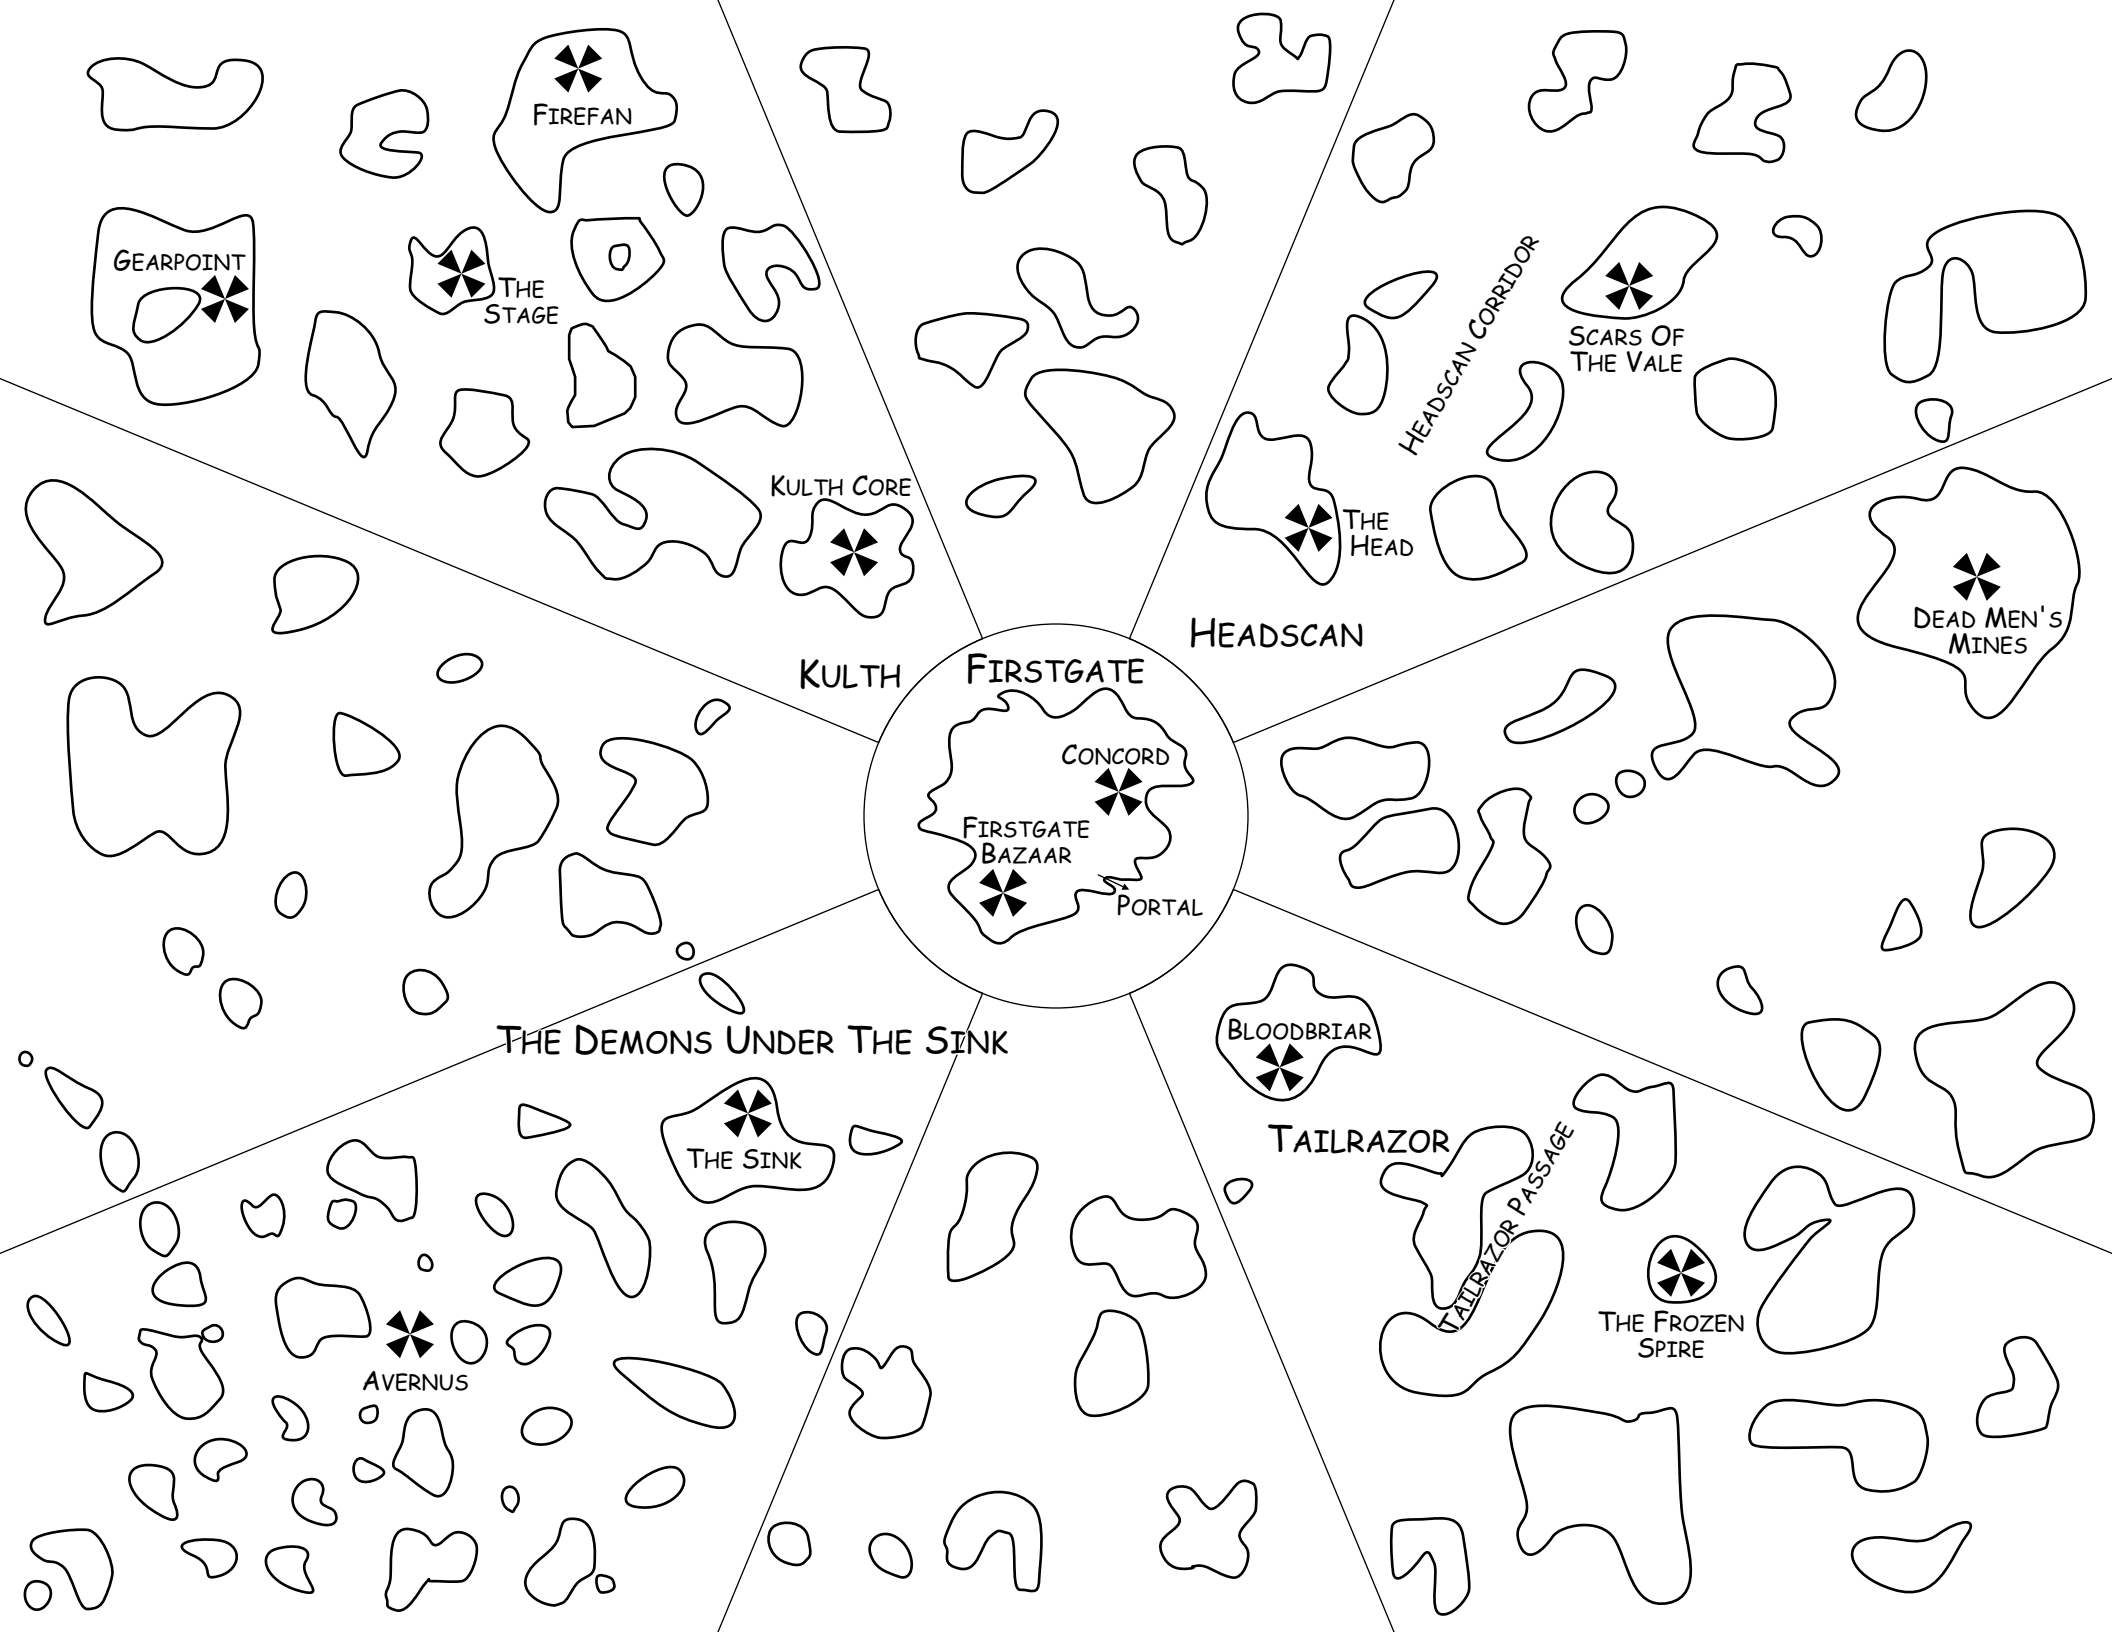 Firefan
Gearpoint
The
Stage
Kulth Core
Kulth
Headscan Corridor
Scars Of
The Vale
The
Head
Headscan
Dead Men's
Mines
Firstgate
Concord
Firstgate
Bazaar
Portal
The Demons Under The Sink
The Sink
Avernus
Bloodbriar
Tailrazor
Tailrazor Passage
The Frozen
Spire